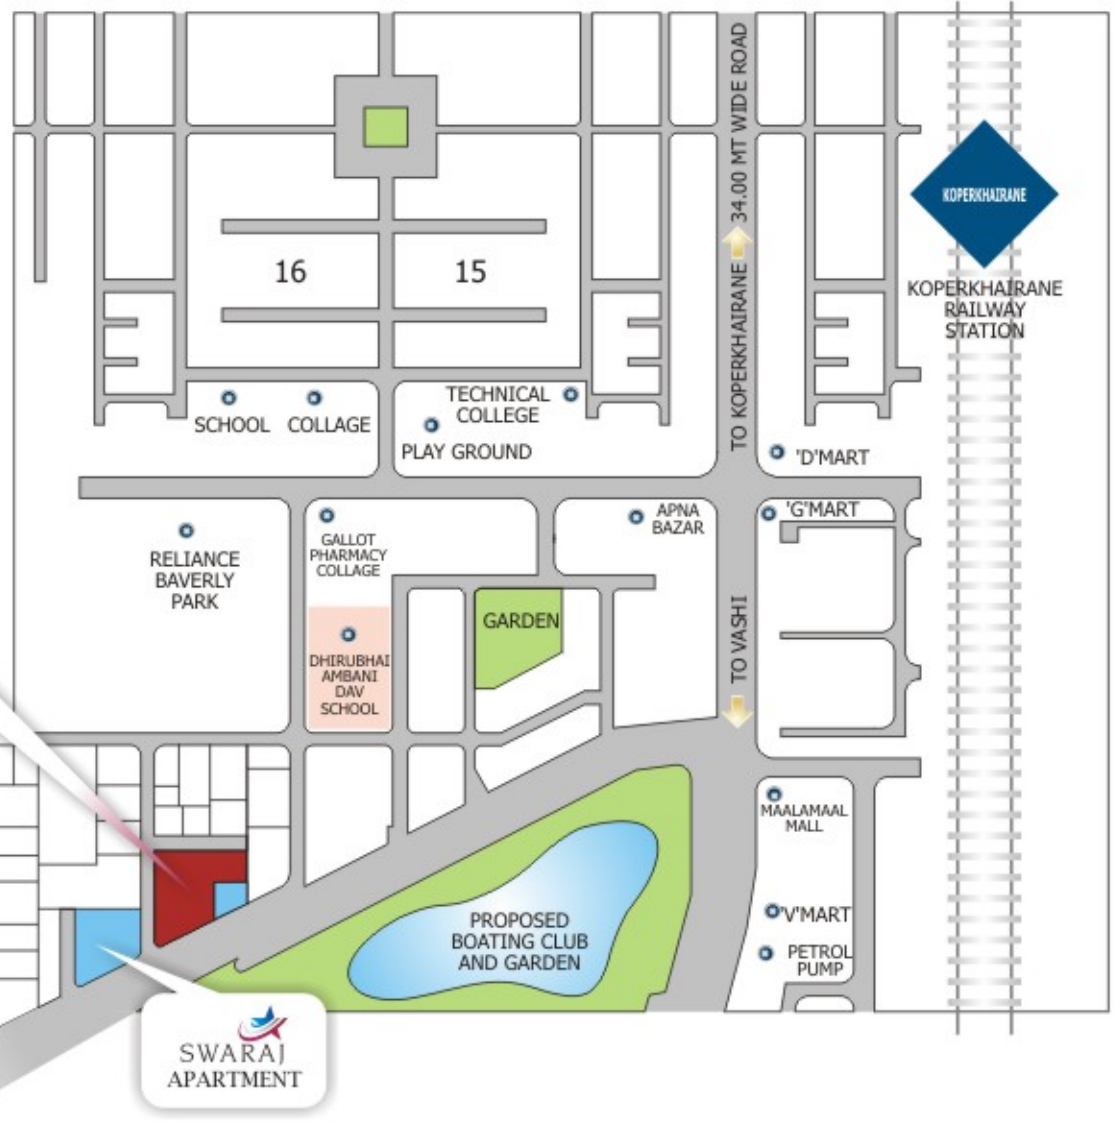 34.00 MT WIDE ROAD
TO KOPERKHAIRANE
KOPERKHAIRANE
KOPERKHAIRANE
RAILWAY
STATION
16
15
SCHOOL
COLLAGE
TECHNICAL
COLLEGE
PLAY GROUND
'D'MART
'G'MART
APNA
BAZAR
RELIANCE
BAVERLY
PARK
GALLOT
PHARMACY
COLLAGE
GARDEN
TO VASHI
DHIRUBHAI
AMBANI
DAV
SCHOOL
MAALAMAAL
MALL
'V'MART
PETROL
PUMP
PROPOSED
BOATING CLUB
AND GARDEN
SWARAJ
APARTMENT